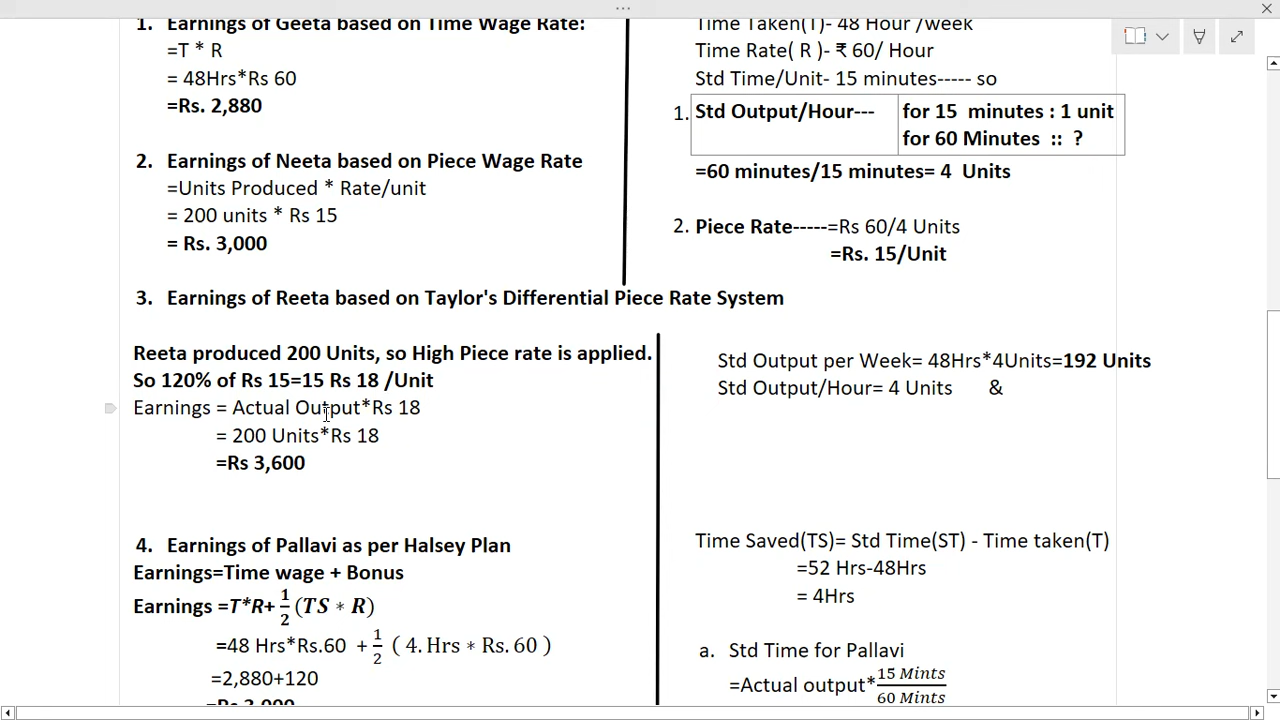 1. Earnings of Geeta based on Time Wage Rate:
=T * R
= 48Hrs*Rs 60
=Rs. 2,880
2. Earnings of Neeta based on Piece Wage Rate
=Units Produced * Rate/unit
= 200 units * Rs 15
= Rs. 3,000
Time Taken(T)- 48 Hour /week
Time Rate( R )- ₹ 60/ Hour
Std Time/Unit- 15 minutes----- so
1. Std Output/Hour--- for 15 minutes : 1 unit
for 60 Minutes :: ?
=60 minutes/15 minutes= 4 Units
2. Piece Rate-----=Rs 60/4 Units
=Rs. 15/Unit
3. Earnings of Reeta based on Taylor's Differential Piece Rate System
Reeta produced 200 Units, so High Piece rate is applied.
So 120% of Rs 15=15 Rs 18 /Unit
Earnings = Actual Output*Rs 18
= 200 Units*Rs 18
=Rs 3,600
Std Output per Week= 48Hrs*4Units=192 Units
Std Output/Hour= 4 Units &
4. Earnings of Pallavi as per Halsey Plan
Earnings=Time wage + Bonus
Earnings =T*R+ 1/2 (TS * R)
=48 Hrs*Rs.60 + 1/2 ( 4. Hrs * Rs. 60 )
=2,880+120
=Rs 3,000
Time Saved(TS)= Std Time(ST) - Time taken(T)
=52 Hrs-48Hrs
= 4Hrs
a. Std Time for Pallavi
=Actual output* 15 Mints / 60 Mints